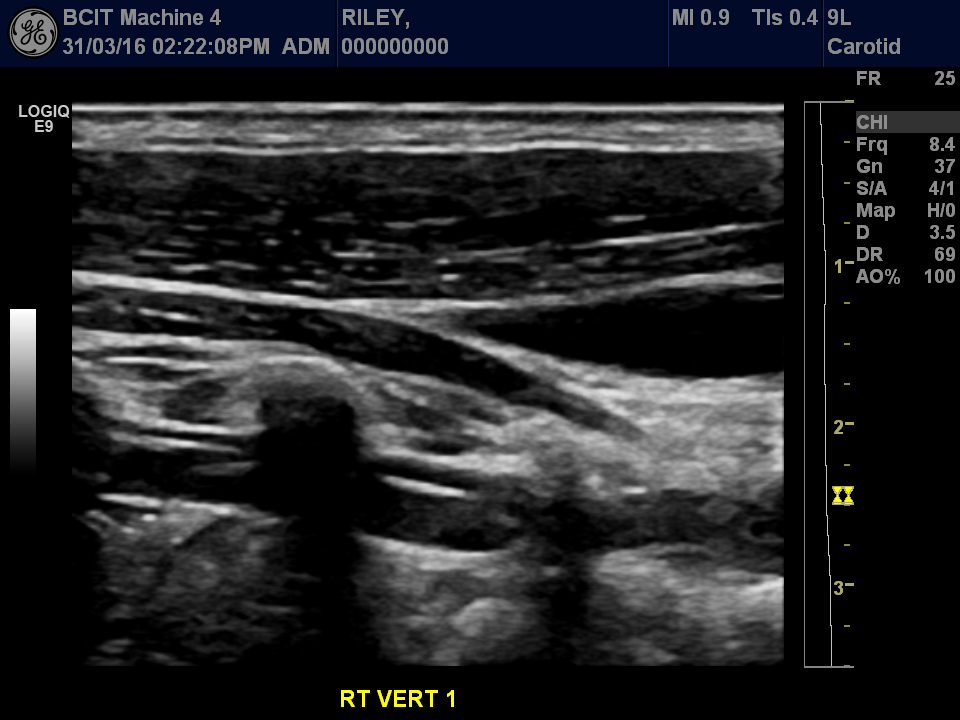 BCIT Machine 4
31/03/16 02:22:08PM ADM
RILEY,
000000000
MI 0.9 TIs 0.4
9L
Carotid
LOGIQ
E9
FR 25
CHI
Frq 8.4
Gn 37
S/A 4/1
Map H/0
D 3.5
DR 69
AO% 100
1
2
3
RT VERT 1